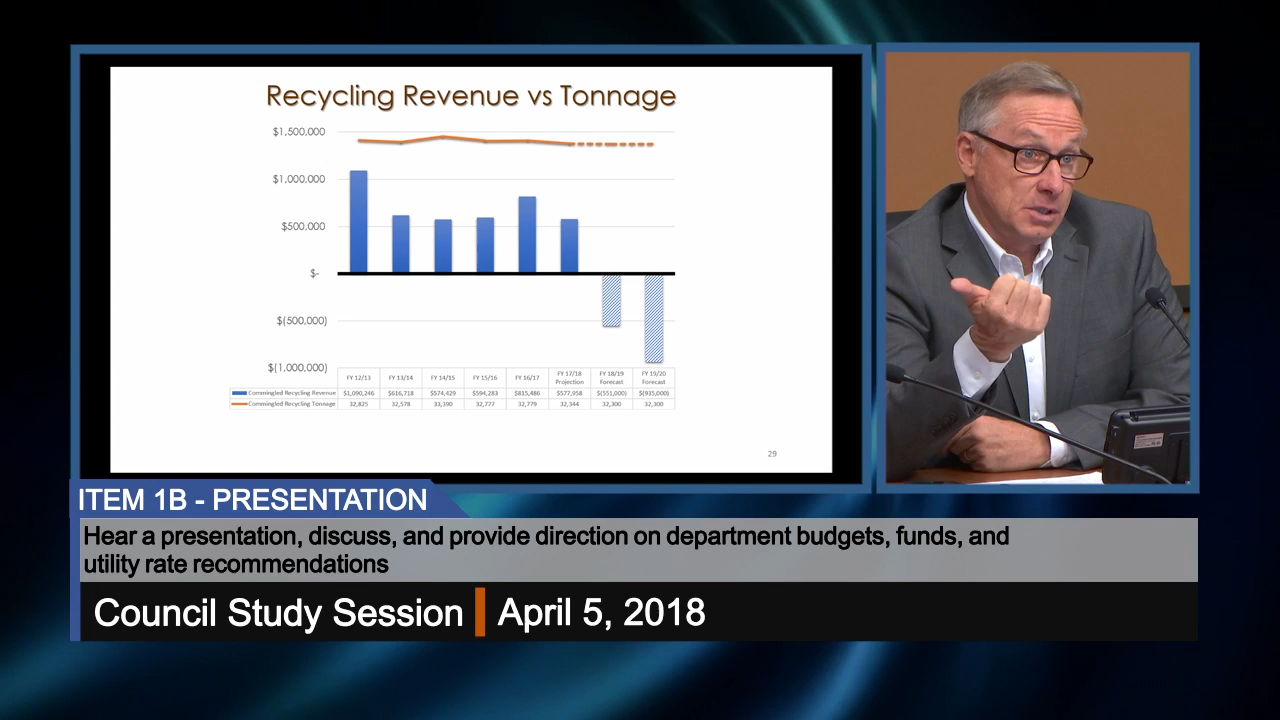 Recycling Revenue vs Tonnage
$1,500,000
$1,000,000
$500,000
$-
$(500,000)
$(1,000,000)
FY 12/13 FY 13/14 FY 14/15 FY 15/16 FY 16/17 FY 17/18 Projection FY 18/19 Forecast FY 19/20 Forecast
Commingled Recycling Revenue $1,090,246 $616,718 $574,429 $594,283 $815,486 $577,958 $(551,000) $(935,000)
Commingled Recycling Tonnage 32,825 32,578 33,390 32,777 32,779 32,344 32,300 32,300
29
ITEM 1B - PRESENTATION
Hear a presentation, discuss, and provide direction on department budgets, funds, and
utility rate recommendations
Council Study Session April 5, 2018